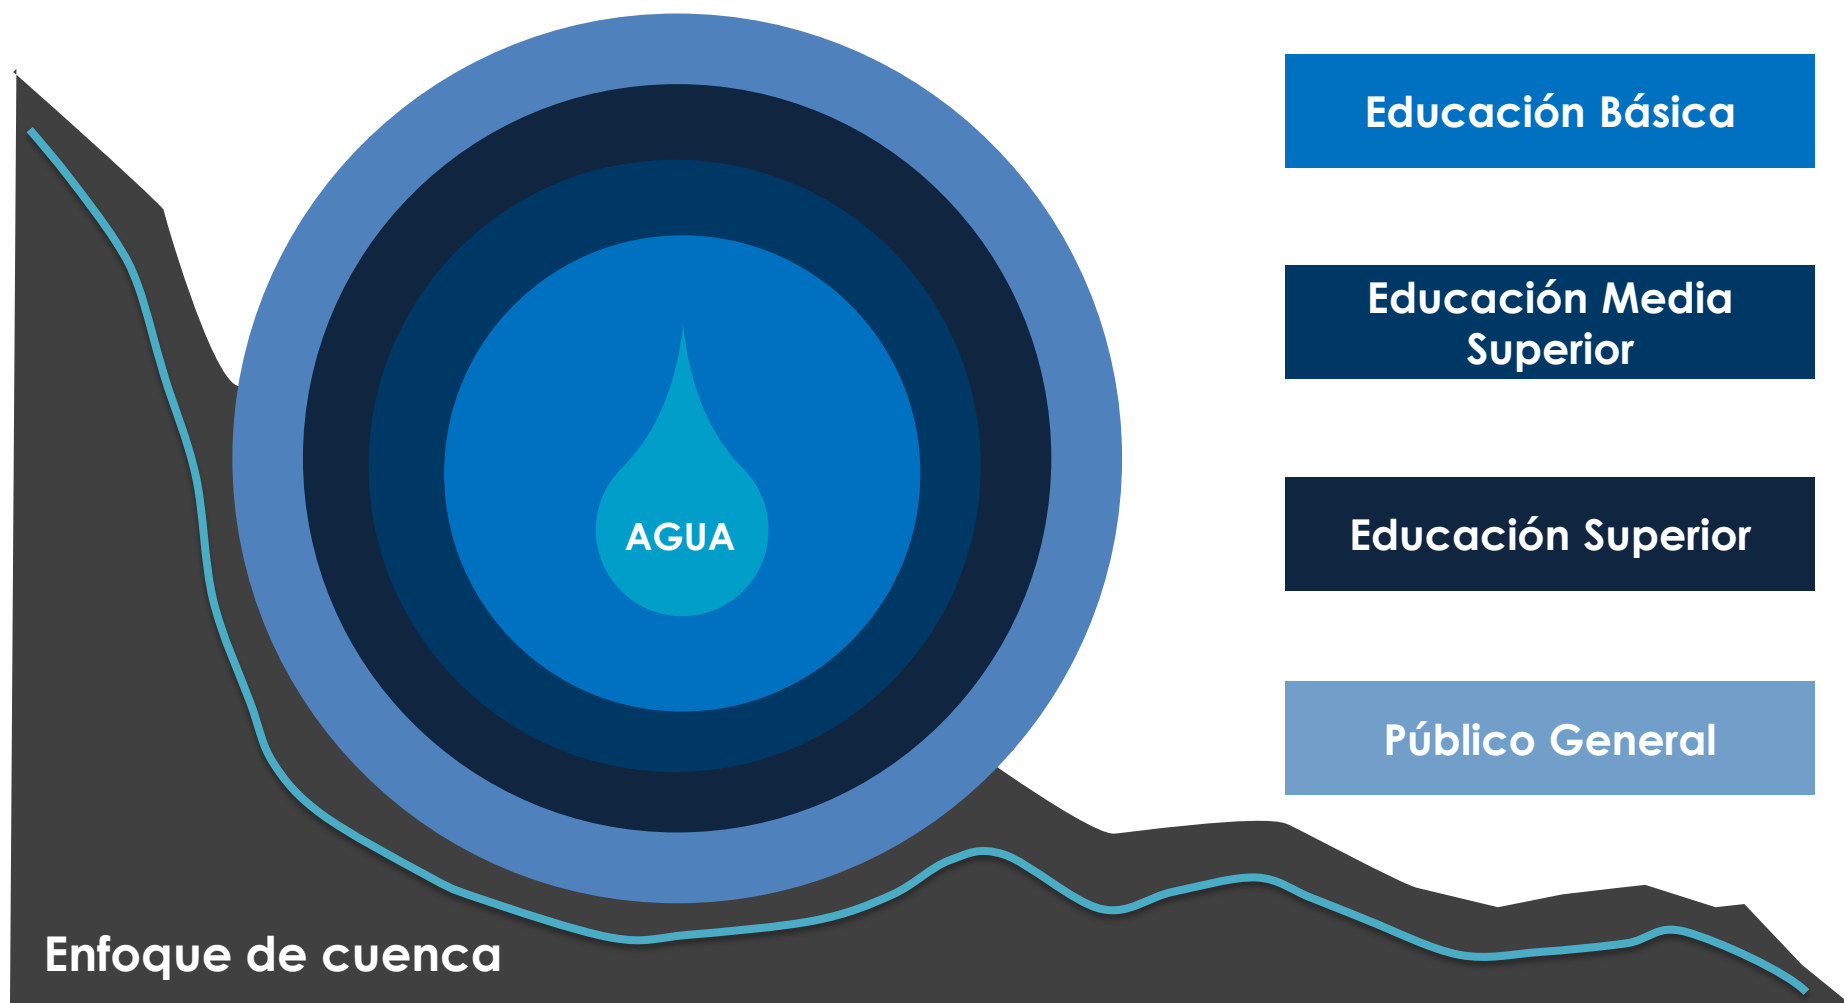 Educación Básica
Educación Media
Superior
AGUA
Educación Superior
Público General
Enfoque de cuenca